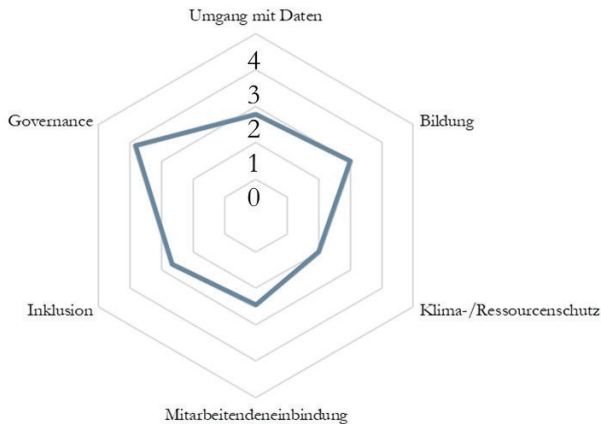 Umgang mit Daten
4
3
2
1
0
Governance
Bildung
Inklusion
Klima-/Ressourcenschutz
Mitarbeitendeneinbindung